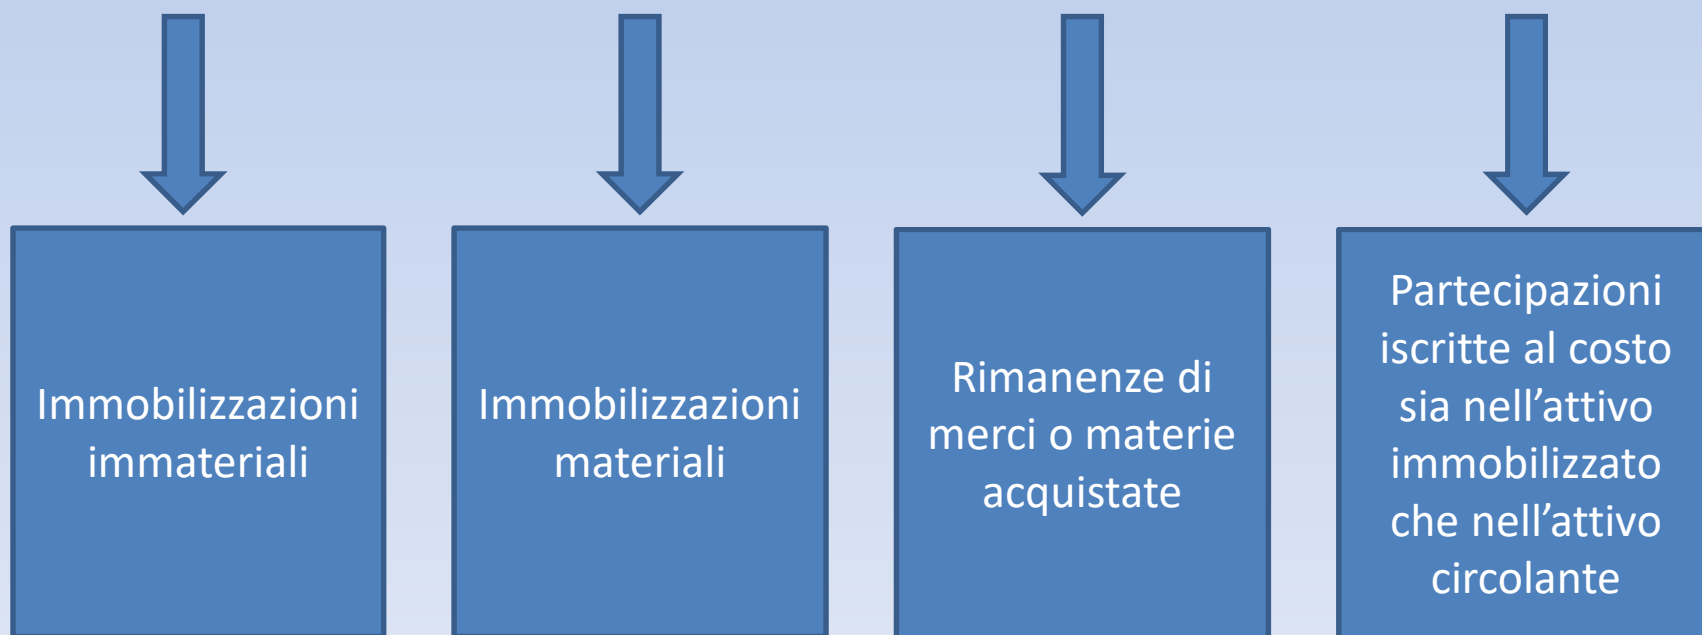 Immobilizzazioni
immateriali
Immobilizzazioni
materiali
Rimanenze di
merci o materie
acquistate
Partecipazioni
iscritte al costo
sia nell’attivo
immobilizzato
che nell’attivo
circolante